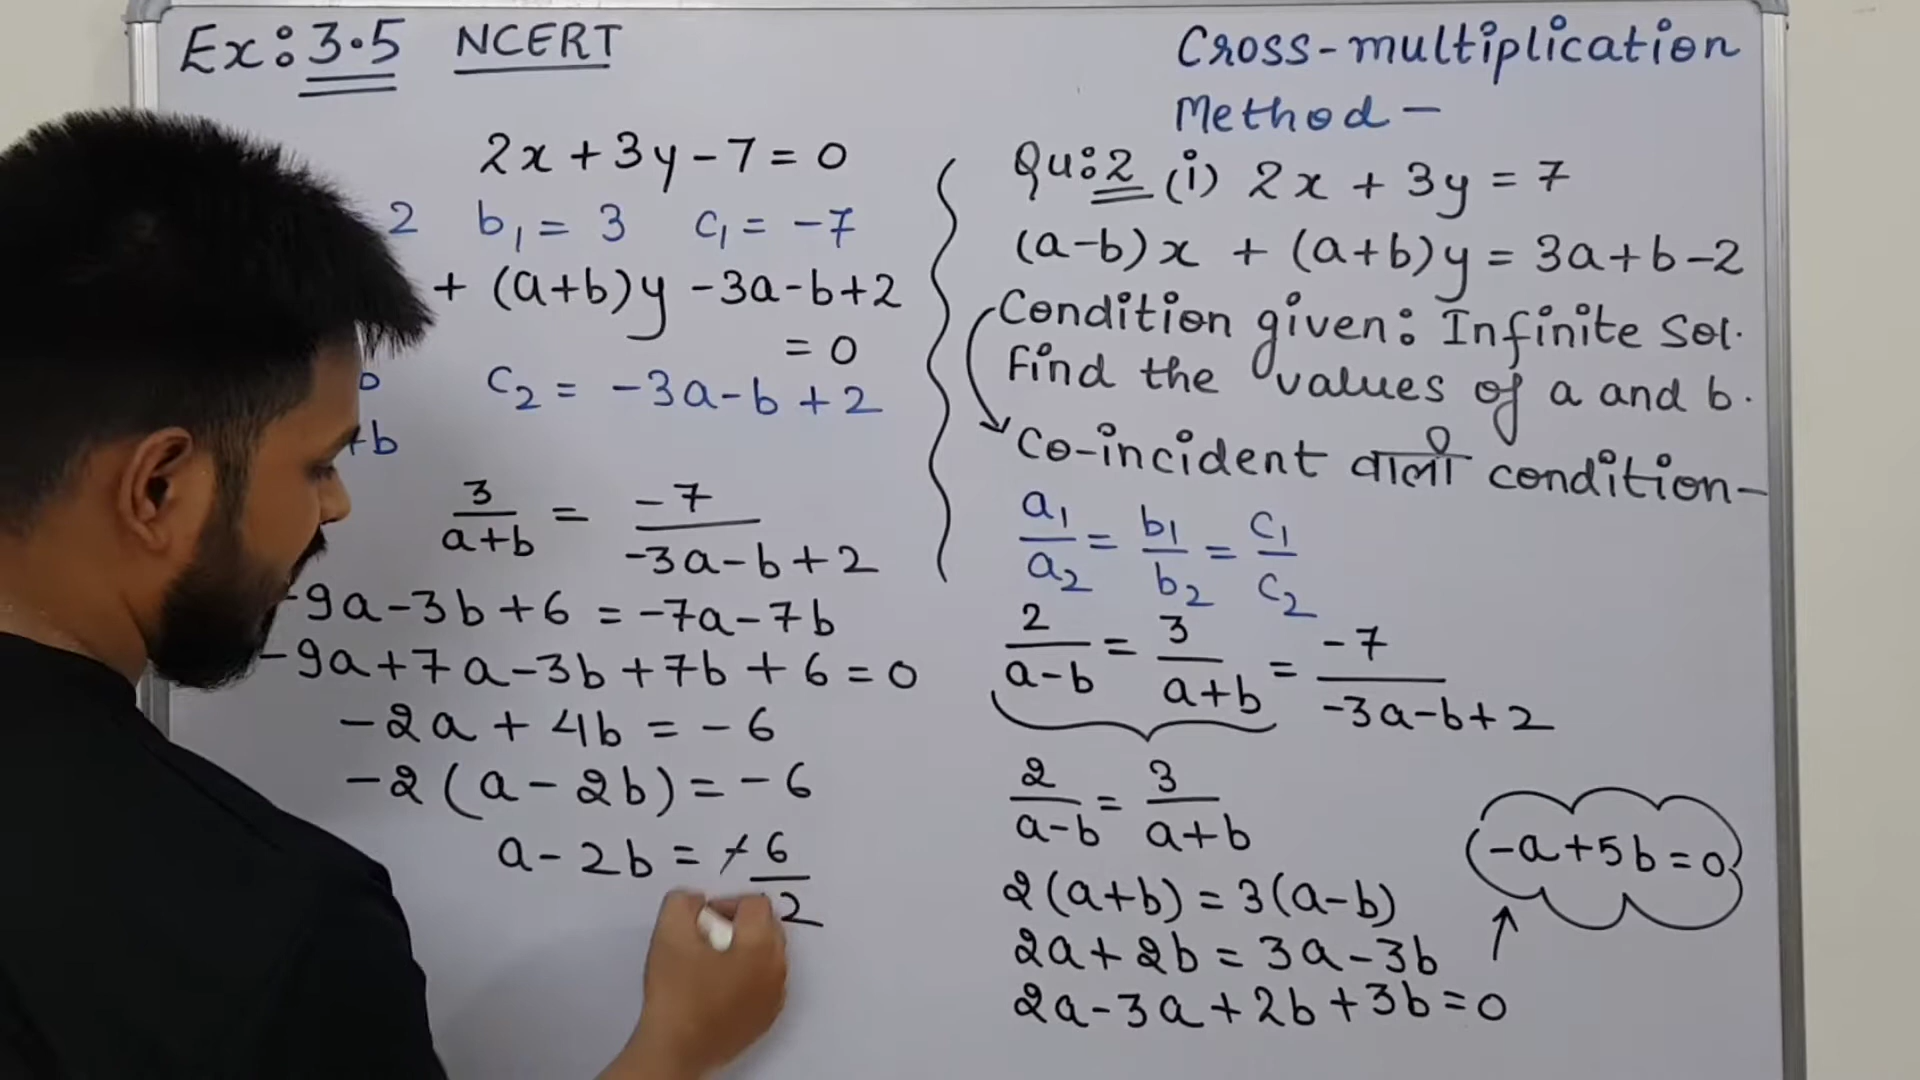 Ex: 3.5 NCERT
2x + 3y - 7 = 0
2 b₁ = 3 c₁ = -7
+ (a+b)y - 3a - b + 2
= 0
b c₂ = -3a - b + 2
+b
3/(a+b) = -7/(-3a - b + 2)
-9a - 3b + 6 = -7a - 7b
-9a + 7a - 3b + 7b + 6 = 0
-2a + 4b = -6
-2(a - 2b) = -6
a - 2b = -6/2
Cross-multiplication
Method -
Qu: 2 (i) 2x + 3y = 7
(a-b)x + (a+b)y = 3a + b - 2
Condition given: Infinite Sol.
Find the values of a and b.
Co-incident वाली condition -
a₁/a₂ = b₁/b₂ = c₁/c₂
2/(a-b) = 3/(a+b) = -7/(-3a-b+2)
2/(a-b) = 3/(a+b)
2(a+b) = 3(a-b)
2a + 2b = 3a - 3b
2a - 3a + 2b + 3b = 0
-a + 5b = 0